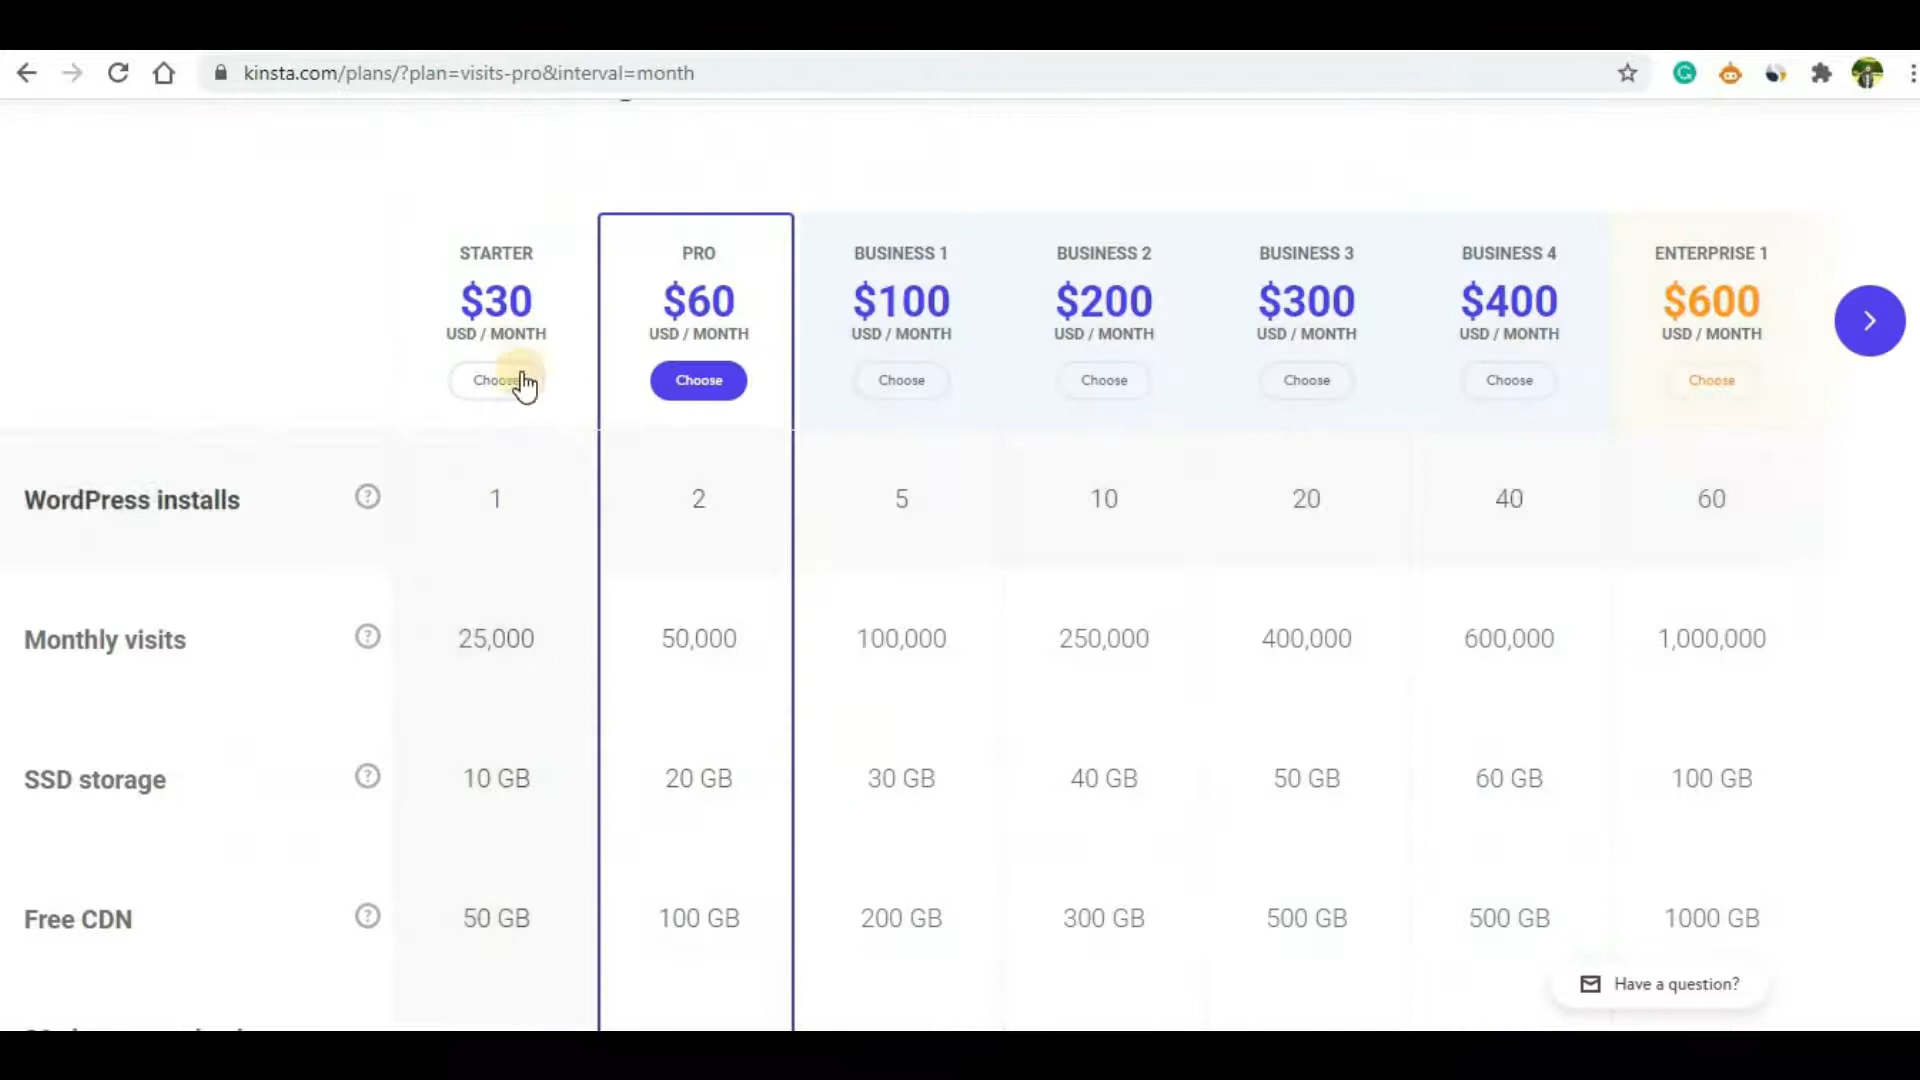 kinsta.com/plans/?plan=visits-pro&interval=month
STARTER PRO BUSINESS 1 BUSINESS 2 BUSINESS 3 BUSINESS 4 ENTERPRISE 1
$30 $60 $100 $200 $300 $400 $600
USD / MONTH USD / MONTH USD / MONTH USD / MONTH USD / MONTH USD / MONTH USD / MONTH
Choose Choose Choose Choose Choose Choose Choose
WordPress installs ? 1 2 5 10 20 40 60
Monthly visits ? 25,000 50,000 100,000 250,000 400,000 600,000 1,000,000
SSD storage ? 10 GB 20 GB 30 GB 40 GB 50 GB 60 GB 100 GB
Free CDN ? 50 GB 100 GB 200 GB 300 GB 500 GB 500 GB 1000 GB
Have a question?